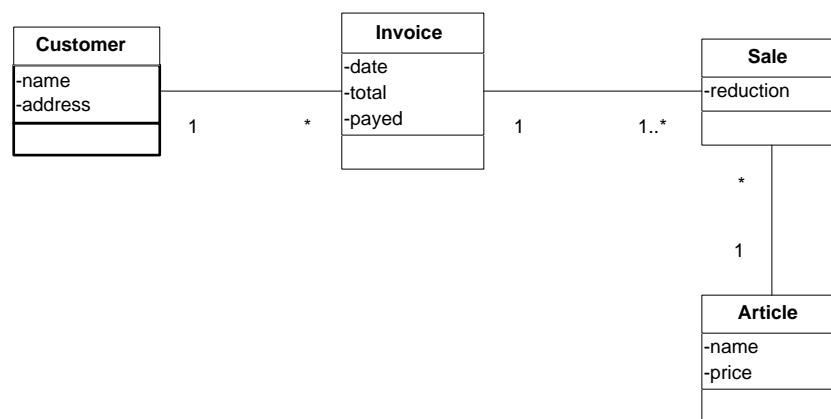 Customer
-name
-address
1
*
Invoice
-date
-total
-payed
1
1..*
Sale
-reduction
*
1
Article
-name
-price